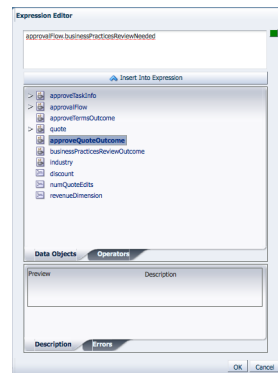 Expression Editor
approvalFlow.businessPracticesReviewNeeded
Insert Into Expression
> approveTaskInfo
> approvalFlow
approveTermsOutcome
> quote
approveQuoteOutcome
businessPracticesReviewOutcome
industry
discount
numQuoteEdits
revenueDimension
Data Objects Operators
Preview Description
Description Errors
OK Cancel